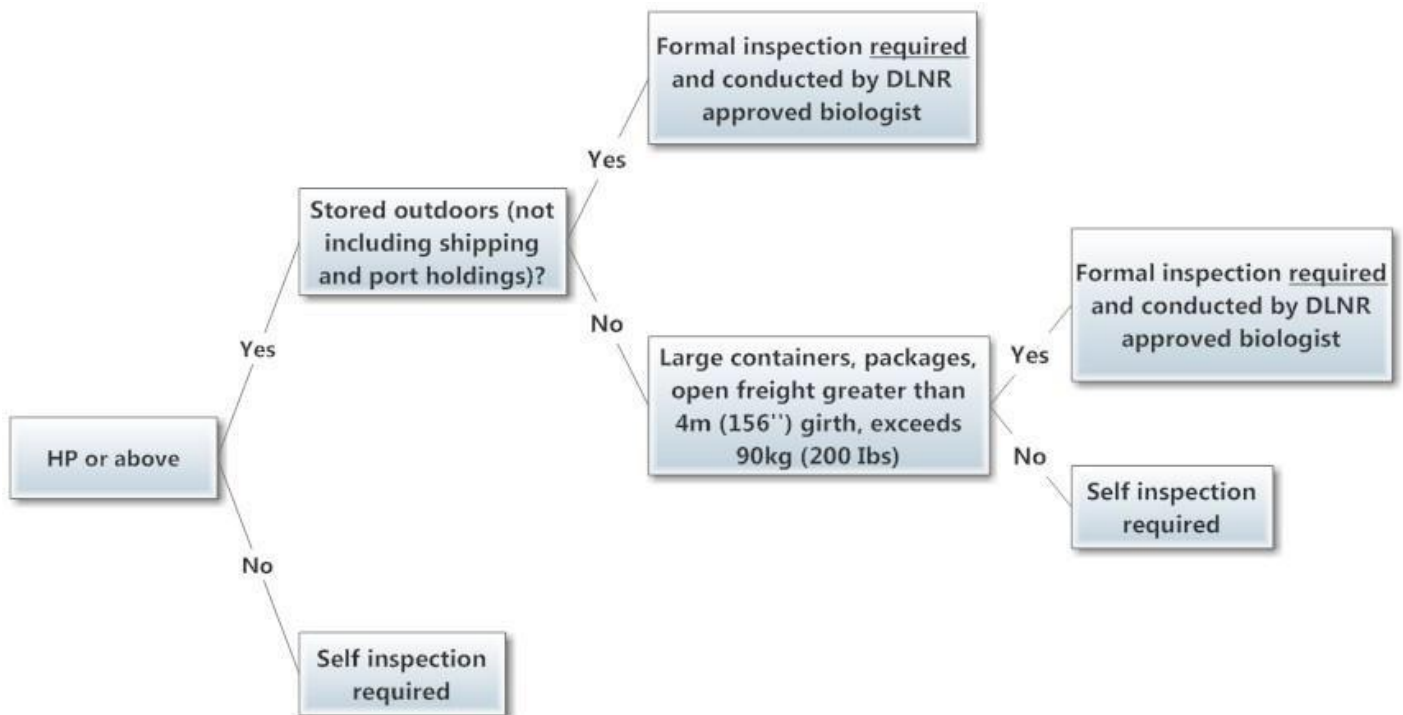 HP or above
Yes
Stored outdoors (not
including shipping
and port holdings)?
Yes
Formal inspection required
and conducted by DLNR
approved biologist
No
Large containers, packages,
open freight greater than
4m (156'') girth, exceeds
90kg (200 Ibs)
Yes
Formal inspection required
and conducted by DLNR
approved biologist
No
Self inspection
required
No
Self inspection
required